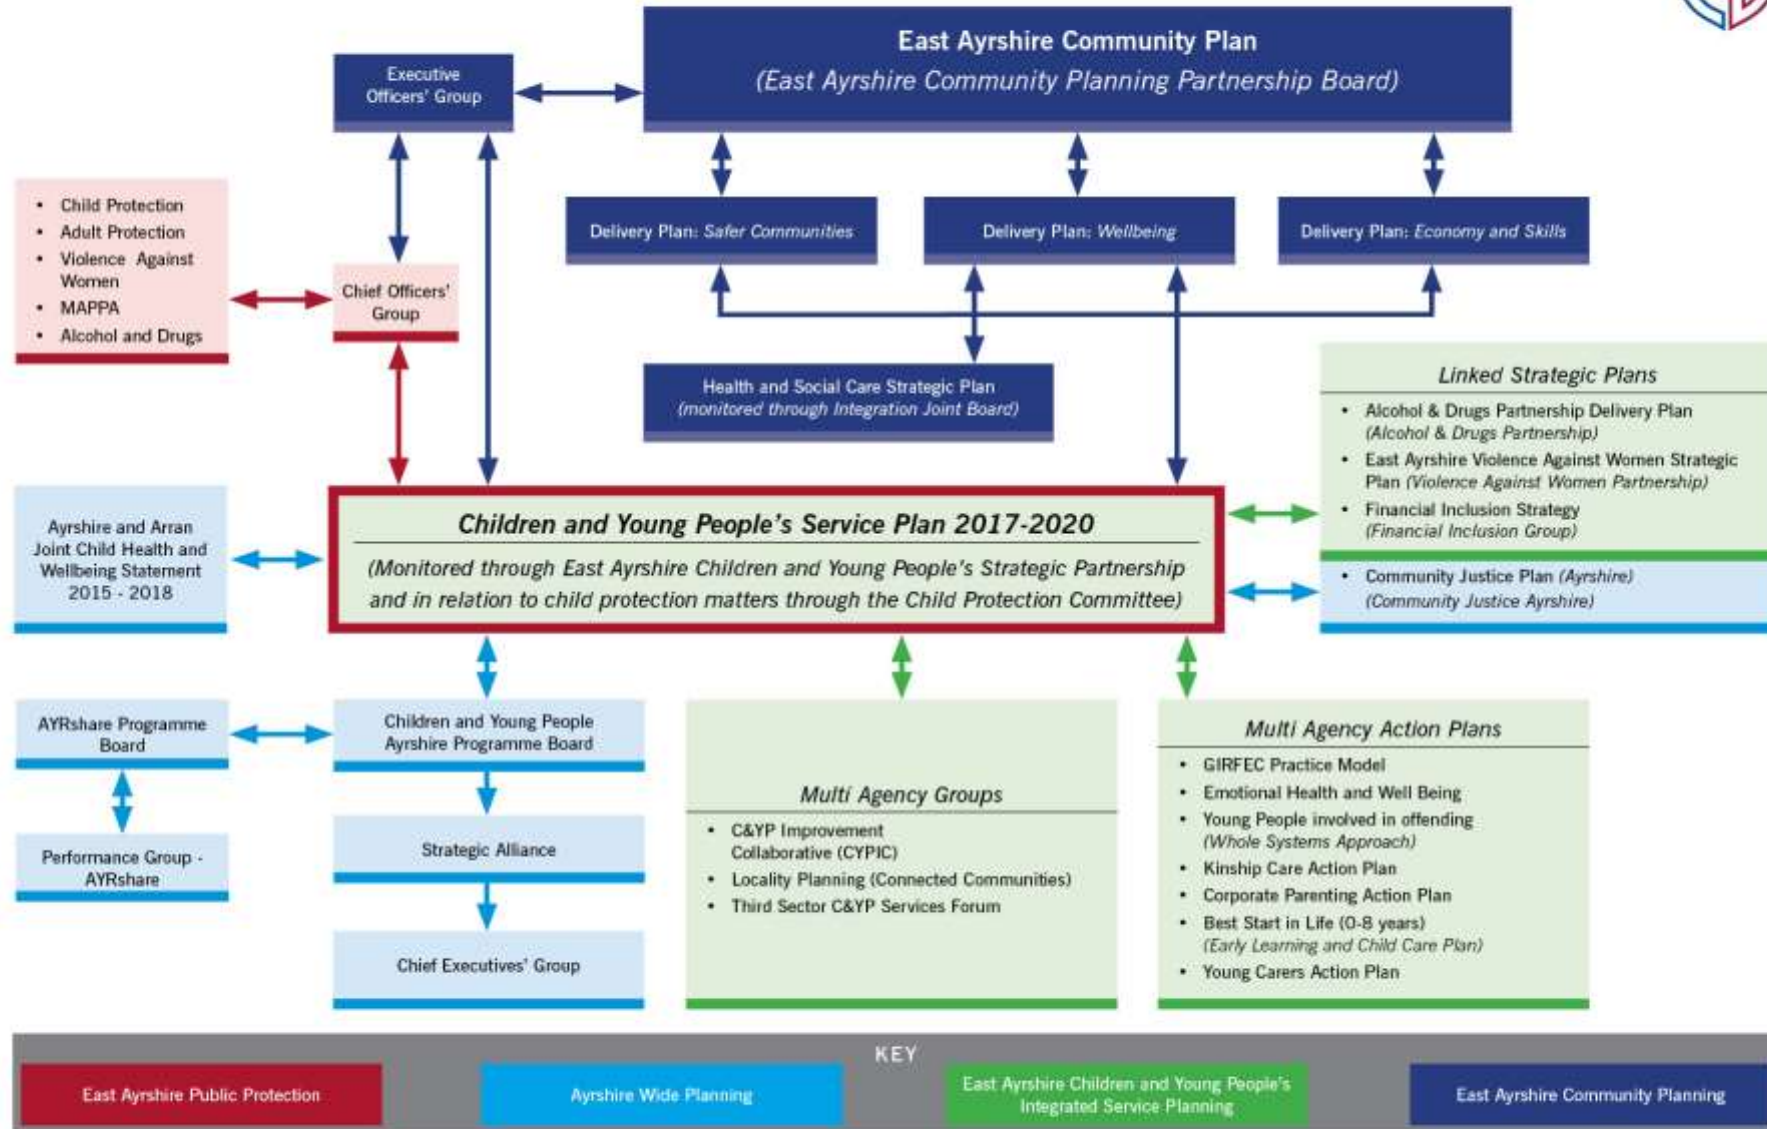 East Ayrshire Community Plan
(East Ayrshire Community Planning Partnership Board)
Executive
Officers' Group
• Child Protection
• Adult Protection
• Violence Against
Women
• MAPPA
• Alcohol and Drugs
Chief Officers'
Group
Delivery Plan: Safer Communities
Delivery Plan: Wellbeing
Delivery Plan: Economy and Skills
Health and Social Care Strategic Plan
(monitored through Integration Joint Board)
Linked Strategic Plans
• Alcohol & Drugs Partnership Delivery Plan
(Alcohol & Drugs Partnership)
• East Ayrshire Violence Against Women Strategic
Plan (Violence Against Women Partnership)
• Financial Inclusion Strategy
(Financial Inclusion Group)
• Community Justice Plan (Ayrshire)
(Community Justice Ayrshire)
Ayrshire and Arran
Joint Child Health and
Wellbeing Statement
2015 - 2018
Children and Young People's Service Plan 2017-2020
(Monitored through East Ayrshire Children and Young People's Strategic Partnership
and in relation to child protection matters through the Child Protection Committee)
AYRshare Programme
Board
Children and Young People
Ayrshire Programme Board
Performance Group -
AYRshare
Strategic Alliance
Chief Executives' Group
Multi Agency Groups
• C&YP Improvement
Collaborative (CYPIC)
• Locality Planning (Connected Communities)
• Third Sector C&YP Services Forum
Multi Agency Action Plans
• GIRFEC Practice Model
• Emotional Health and Well Being
• Young People involved in offending
(Whole Systems Approach)
• Kinship Care Action Plan
• Corporate Parenting Action Plan
• Best Start in Life (0-8 years)
(Early Learning and Child Care Plan)
• Young Carers Action Plan
KEY
East Ayrshire Public Protection
Ayrshire Wide Planning
East Ayrshire Children and Young People's
Integrated Service Planning
East Ayrshire Community Planning